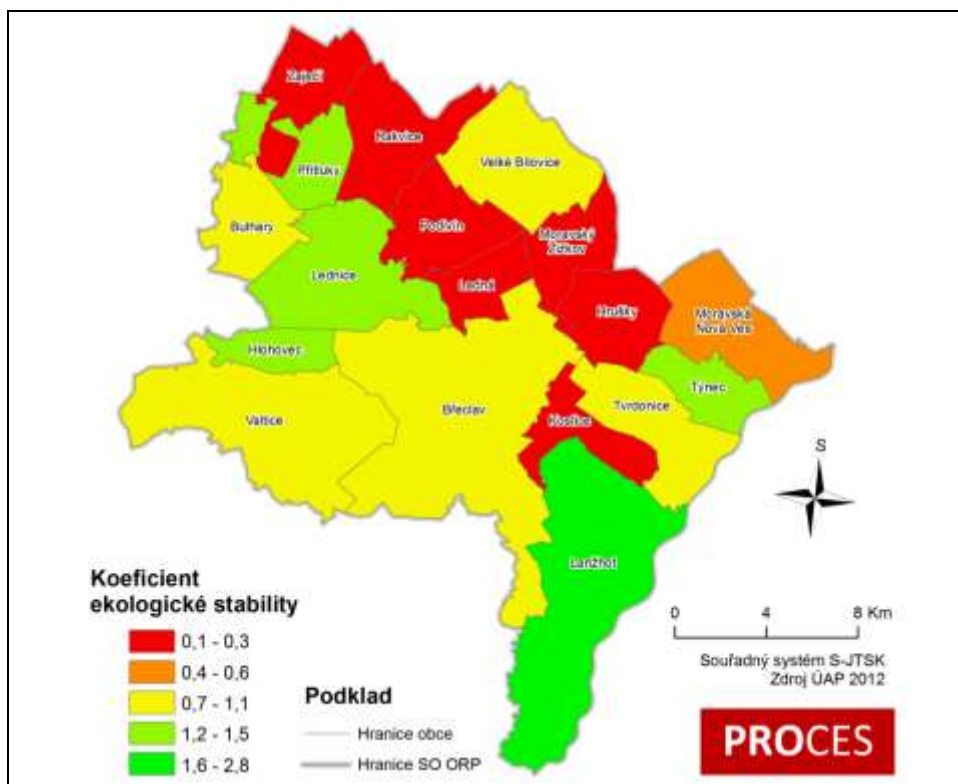 Zaječí
Rakvice
Přítluky
Velké Bílovice
Bulhary
Podivín
Moravský
Žižkov
Lednice
Ladná
Hrušky
Moravská
Nová ves
Hlohovec
Týnec
Valtice
Břeclav
Tvrdonice
Kostice
S
Lanžhot
Koeficient
ekologické stability
0,1 - 0,3
0,4 - 0,6
0,7 - 1,1
1,2 - 1,5
1,6 - 2,8
Podklad
Hranice obce
Hranice SO ORP
0 4 8 Km
Souřadný systém S-JTSK
Zdroj ÚAP 2012
PROCES